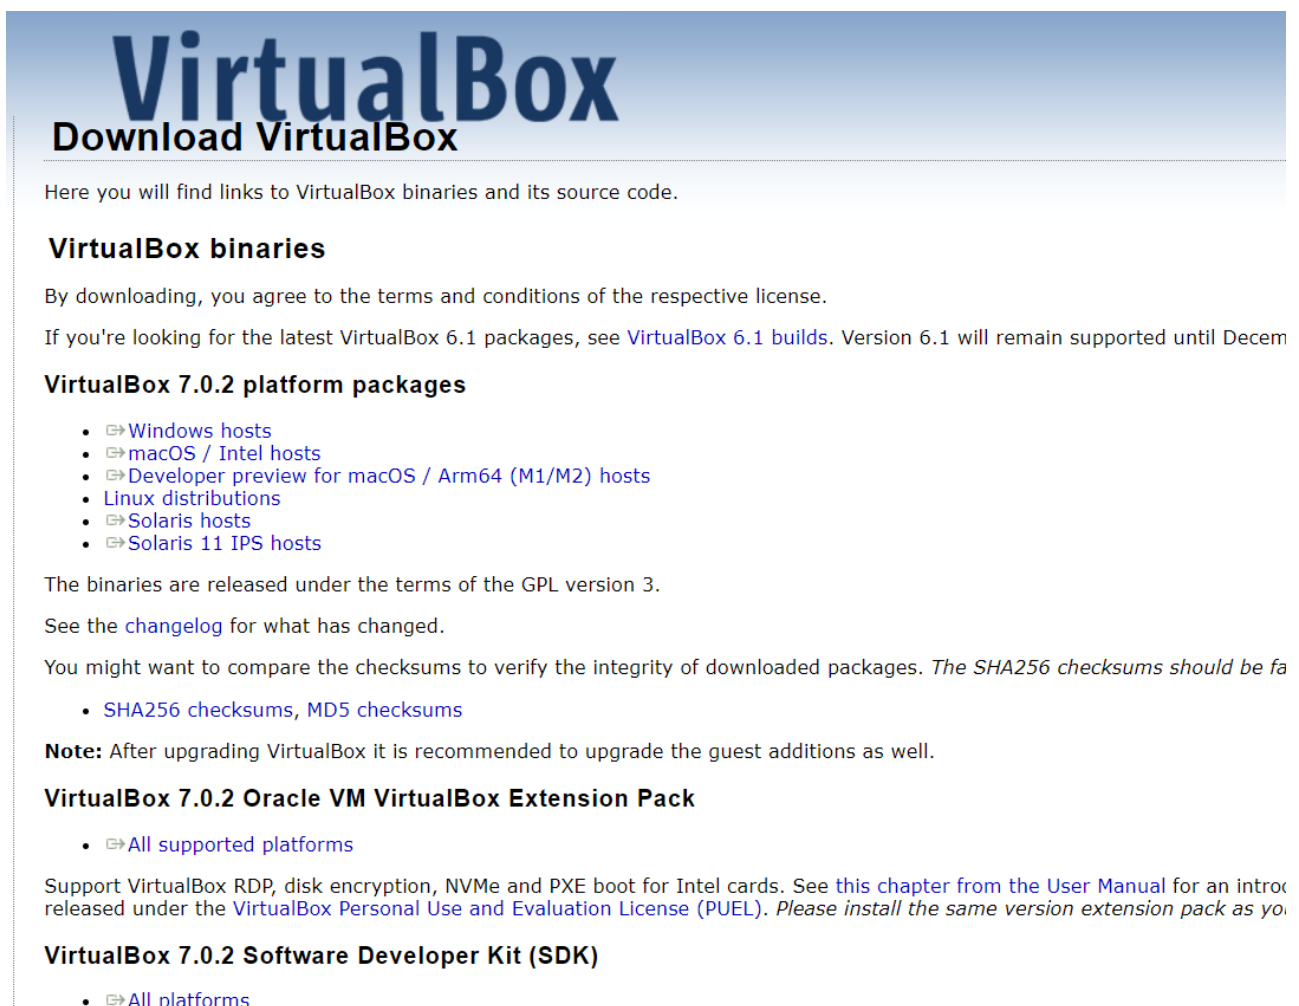 VirtualBox
Download VirtualBox
Here you will find links to VirtualBox binaries and its source code.
VirtualBox binaries
By downloading, you agree to the terms and conditions of the respective license.
If you're looking for the latest VirtualBox 6.1 packages, see VirtualBox 6.1 builds. Version 6.1 will remain supported until Decem
VirtualBox 7.0.2 platform packages
Windows hosts
macOS / Intel hosts
Developer preview for macOS / Arm64 (M1/M2) hosts
Linux distributions
Solaris hosts
Solaris 11 IPS hosts
The binaries are released under the terms of the GPL version 3.
See the changelog for what has changed.
You might want to compare the checksums to verify the integrity of downloaded packages. The SHA256 checksums should be fa
SHA256 checksums, MD5 checksums
Note: After upgrading VirtualBox it is recommended to upgrade the guest additions as well.
VirtualBox 7.0.2 Oracle VM VirtualBox Extension Pack
All supported platforms
Support VirtualBox RDP, disk encryption, NVMe and PXE boot for Intel cards. See this chapter from the User Manual for an introd
released under the VirtualBox Personal Use and Evaluation License (PUEL). Please install the same version extension pack as you
VirtualBox 7.0.2 Software Developer Kit (SDK)
All platforms